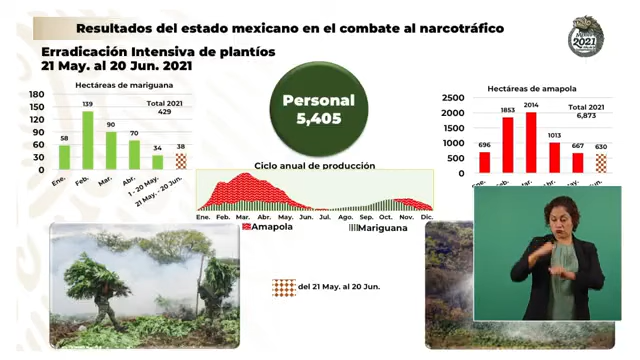 Resultados del estado mexicano en el combate al narcotráfico
Erradicación Intensiva de plantíos
21 May. al 20 Jun. 2021
2021
Hectáreas de mariguana
180
150
120
90
60
30
0
Total 2021
429
58
139
90
70
34
38
Ene.
Feb.
Mar.
Abr.
1 - 20 May.
21 May. - 20 Jun.
Personal
5,405
Hectáreas de amapola
2500
2000
1500
1000
500
0
Total 2021
6,873
696
1853
2014
1013
667
630
Ene.
Feb.
Mar.
Abr.
Ciclo anual de producción
Ene. Feb. Mar. Abr. May. Jun. Jul. Ago. Sep. Oct. Nov. Dic.
Amapola Mariguana
del 21 May. al 20 Jun.